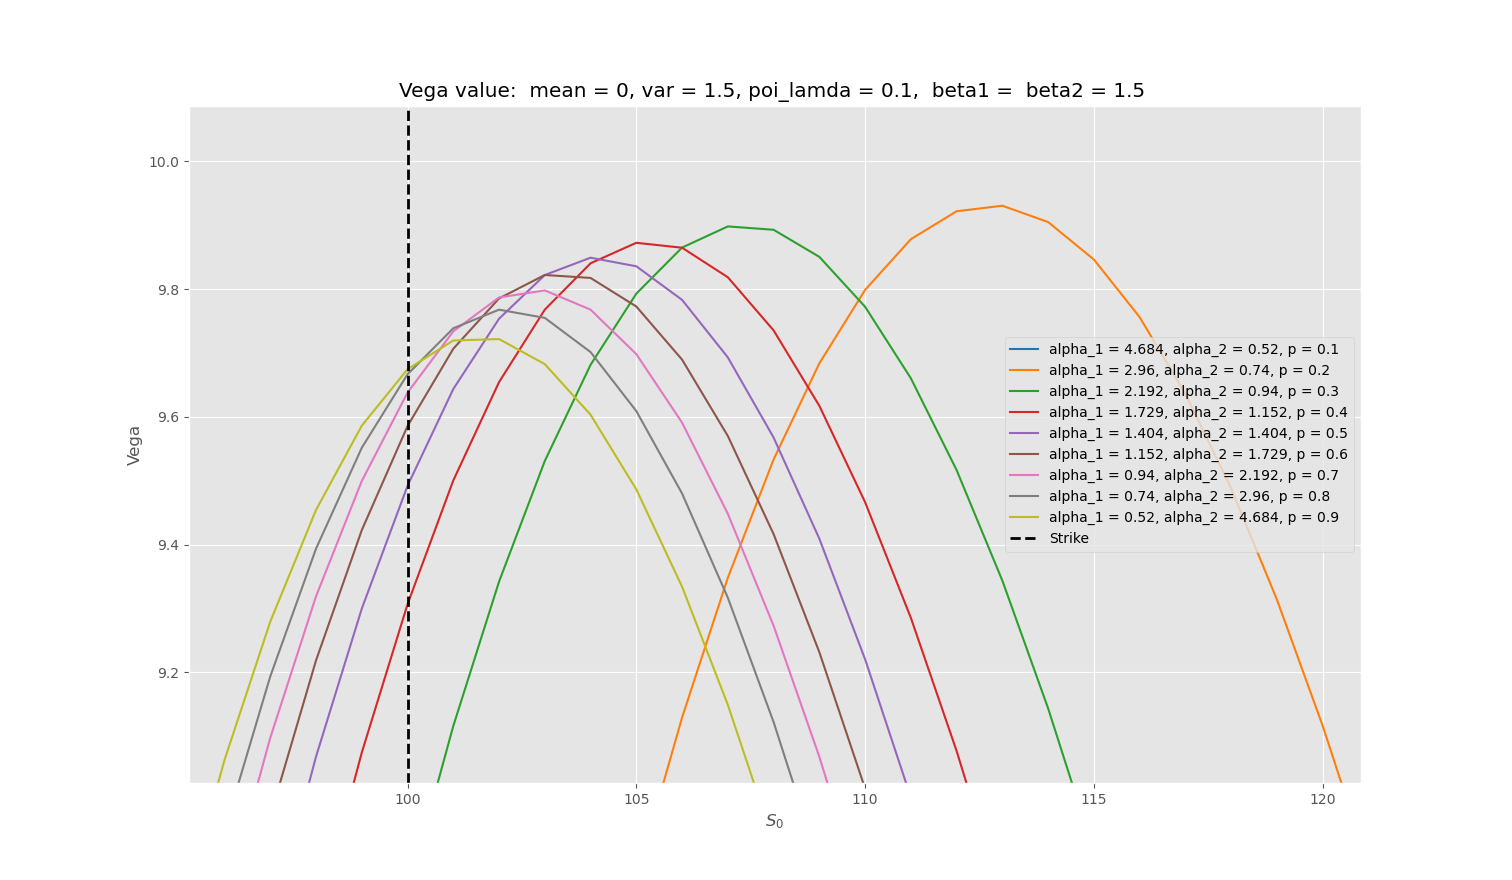 Vega value:  mean = 0, var = 1.5, poi_lamda = 0.1,  beta1 =  beta2 = 1.5
10.0
9.8
9.6
9.4
9.2
Vega
alpha_1 = 4.684, alpha_2 = 0.52, p = 0.1
alpha_1 = 2.96, alpha_2 = 0.74, p = 0.2
alpha_1 = 2.192, alpha_2 = 0.94, p = 0.3
alpha_1 = 1.729, alpha_2 = 1.152, p = 0.4
alpha_1 = 1.404, alpha_2 = 1.404, p = 0.5
alpha_1 = 1.152, alpha_2 = 1.729, p = 0.6
alpha_1 = 0.94, alpha_2 = 2.192, p = 0.7
alpha_1 = 0.74, alpha_2 = 2.96, p = 0.8
alpha_1 = 0.52, alpha_2 = 4.684, p = 0.9
Strike
100 105 110 115 120
S₀